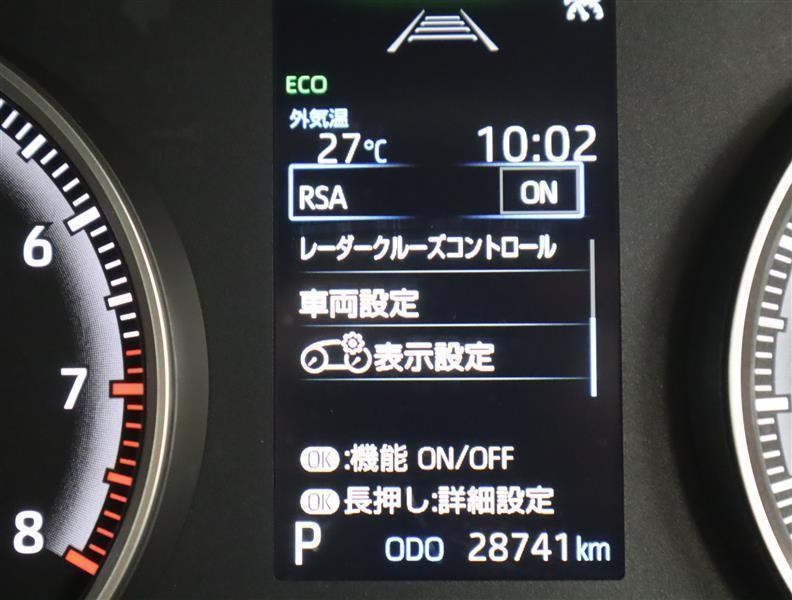 ECO
外気温
27℃ 10:02
RSA ON
レーダークルーズコントロール
車両設定
表示設定
OK:機能 ON/OFF
OK長押し:詳細設定
P ODO 28741km
6
7
8